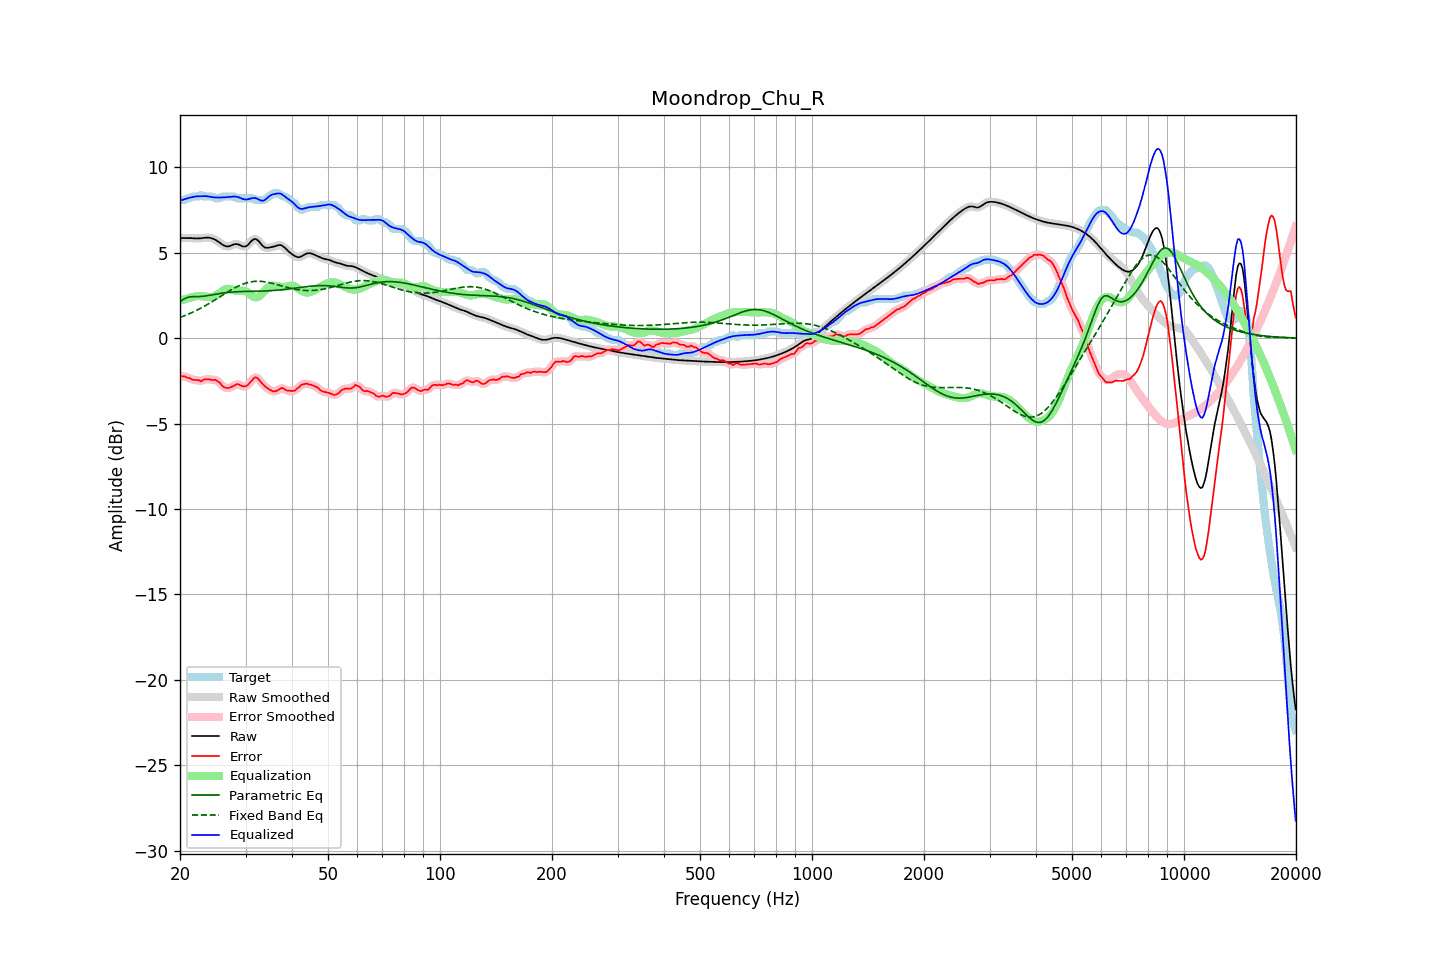 Moondrop_Chu_R
10
5
0
−5
−10
−15
−20
−25
−30
Amplitude (dBr)
Target
Raw Smoothed
Error Smoothed
Raw
Error
Equalization
Parametric Eq
Fixed Band Eq
Equalized
20 50 100 200 500 1000 2000 5000 10000 20000
Frequency (Hz)